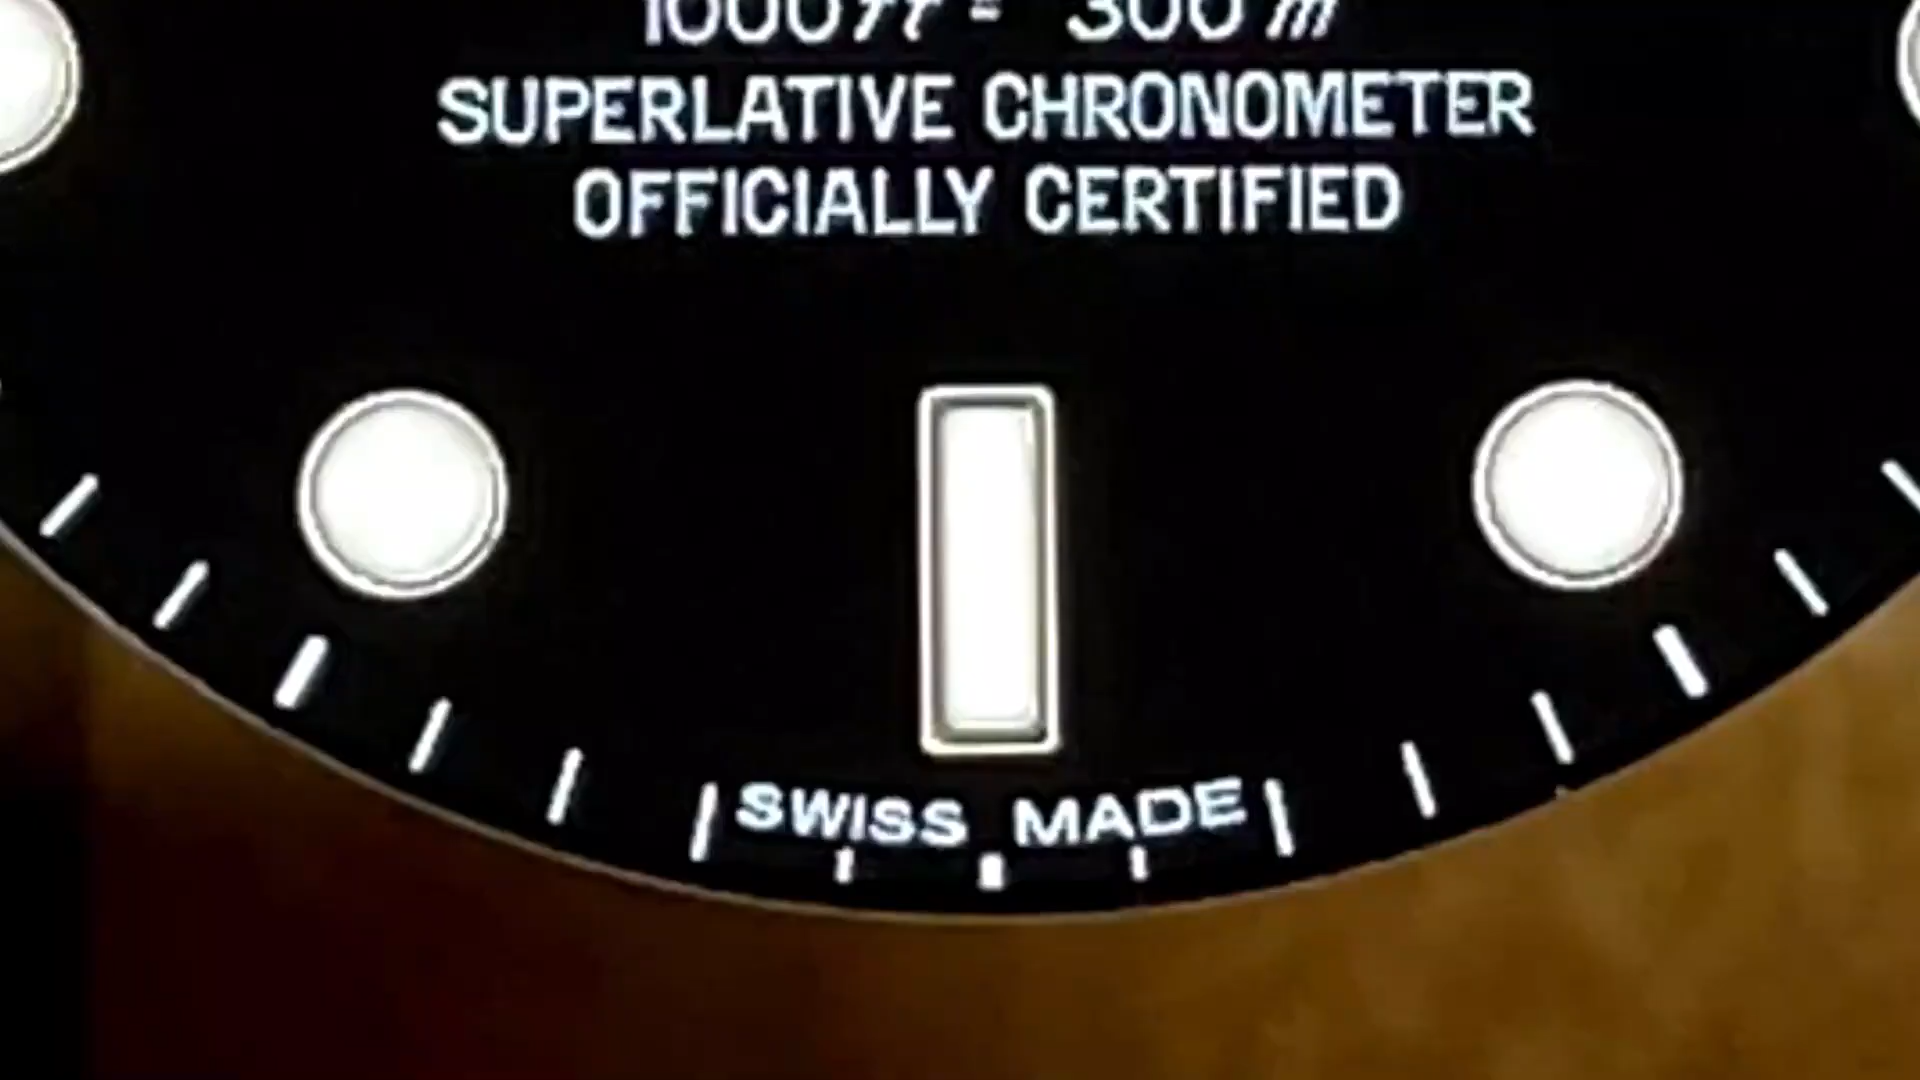 1000ft = 300m
SUPERLATIVE CHRONOMETER
OFFICIALLY CERTIFIED
SWISS MADE